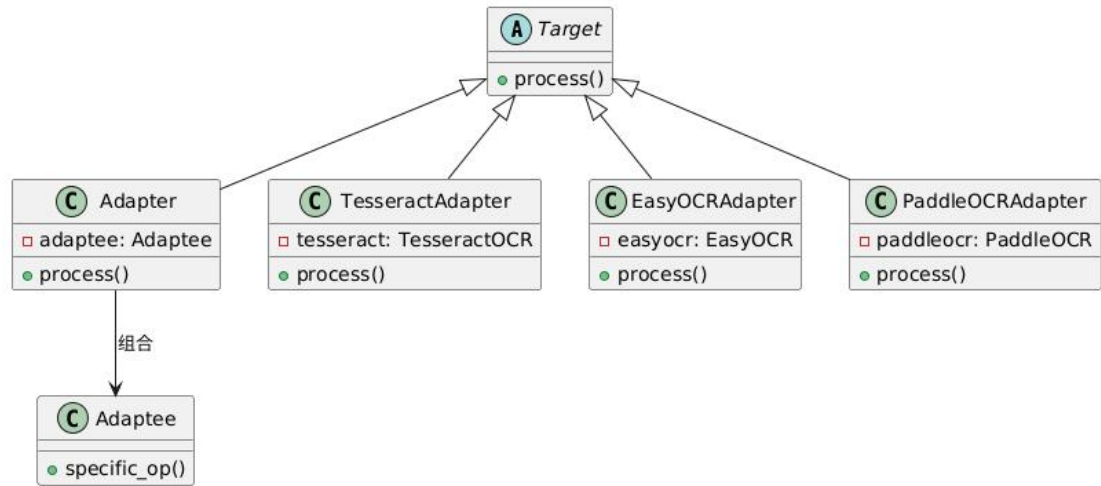 A Target
process()
C Adapter
adaptee: Adaptee
process()
C TesseractAdapter
tesseract: TesseractOCR
process()
C EasyOCRAdapter
easyocr: EasyOCR
process()
C PaddleOCRAdapter
paddleocr: PaddleOCR
process()
组合
C Adaptee
specific_op()